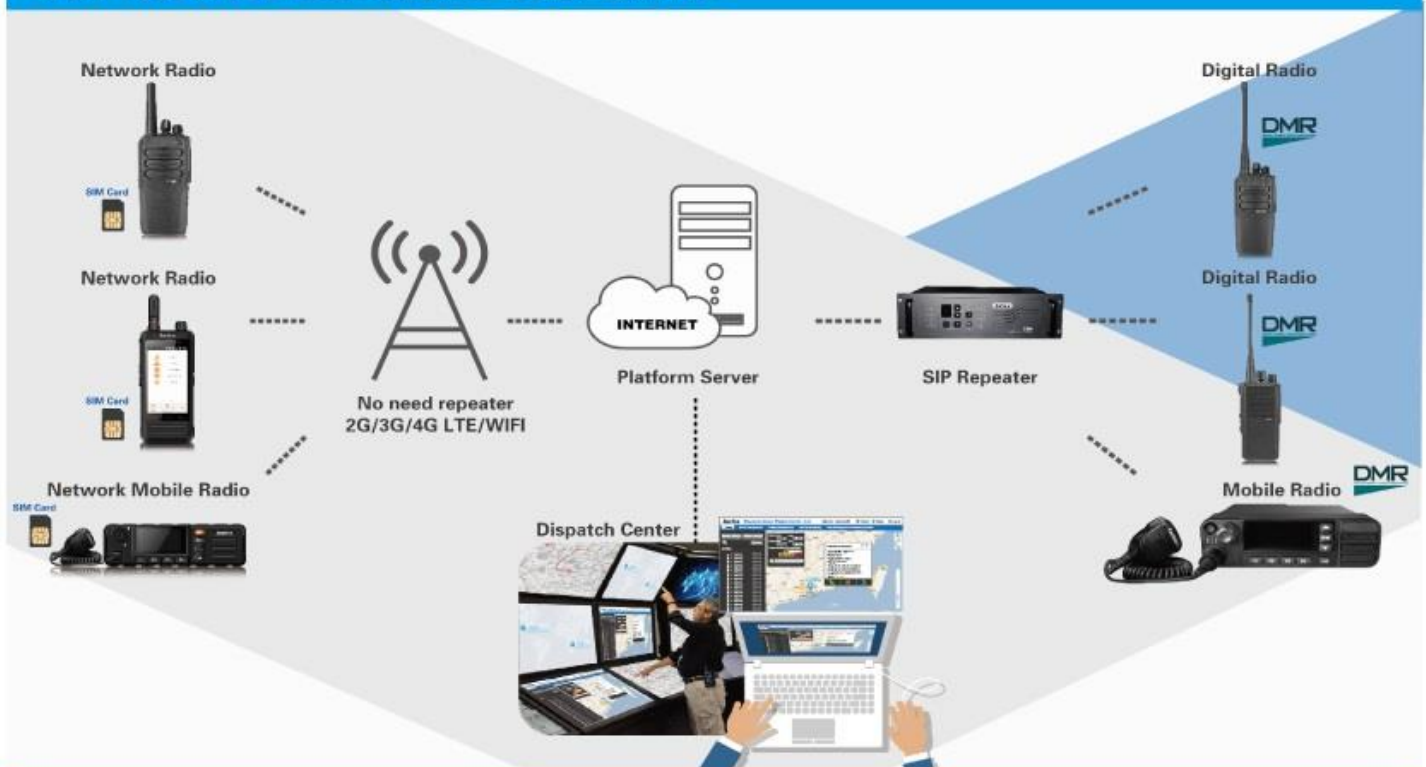 Network Radio
SIM Card
Network Radio
SIM Card
No need repeater
2G/3G/4G LTE/WIFI
Network Mobile Radio
SIM Card
INTERNET
Platform Server
SIP Repeater
Dispatch Center
Digital Radio
DMR
Digital Radio
DMR
Mobile Radio
DMR